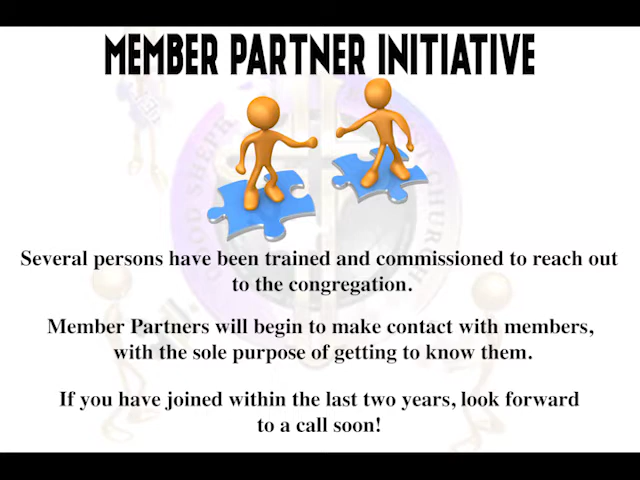 MEMBER PARTNER INITIATIVE
Several persons have been trained and commissioned to reach out
to the congregation.
Member Partners will begin to make contact with members,
with the sole purpose of getting to know them.
If you have joined within the last two years, look forward
to a call soon!